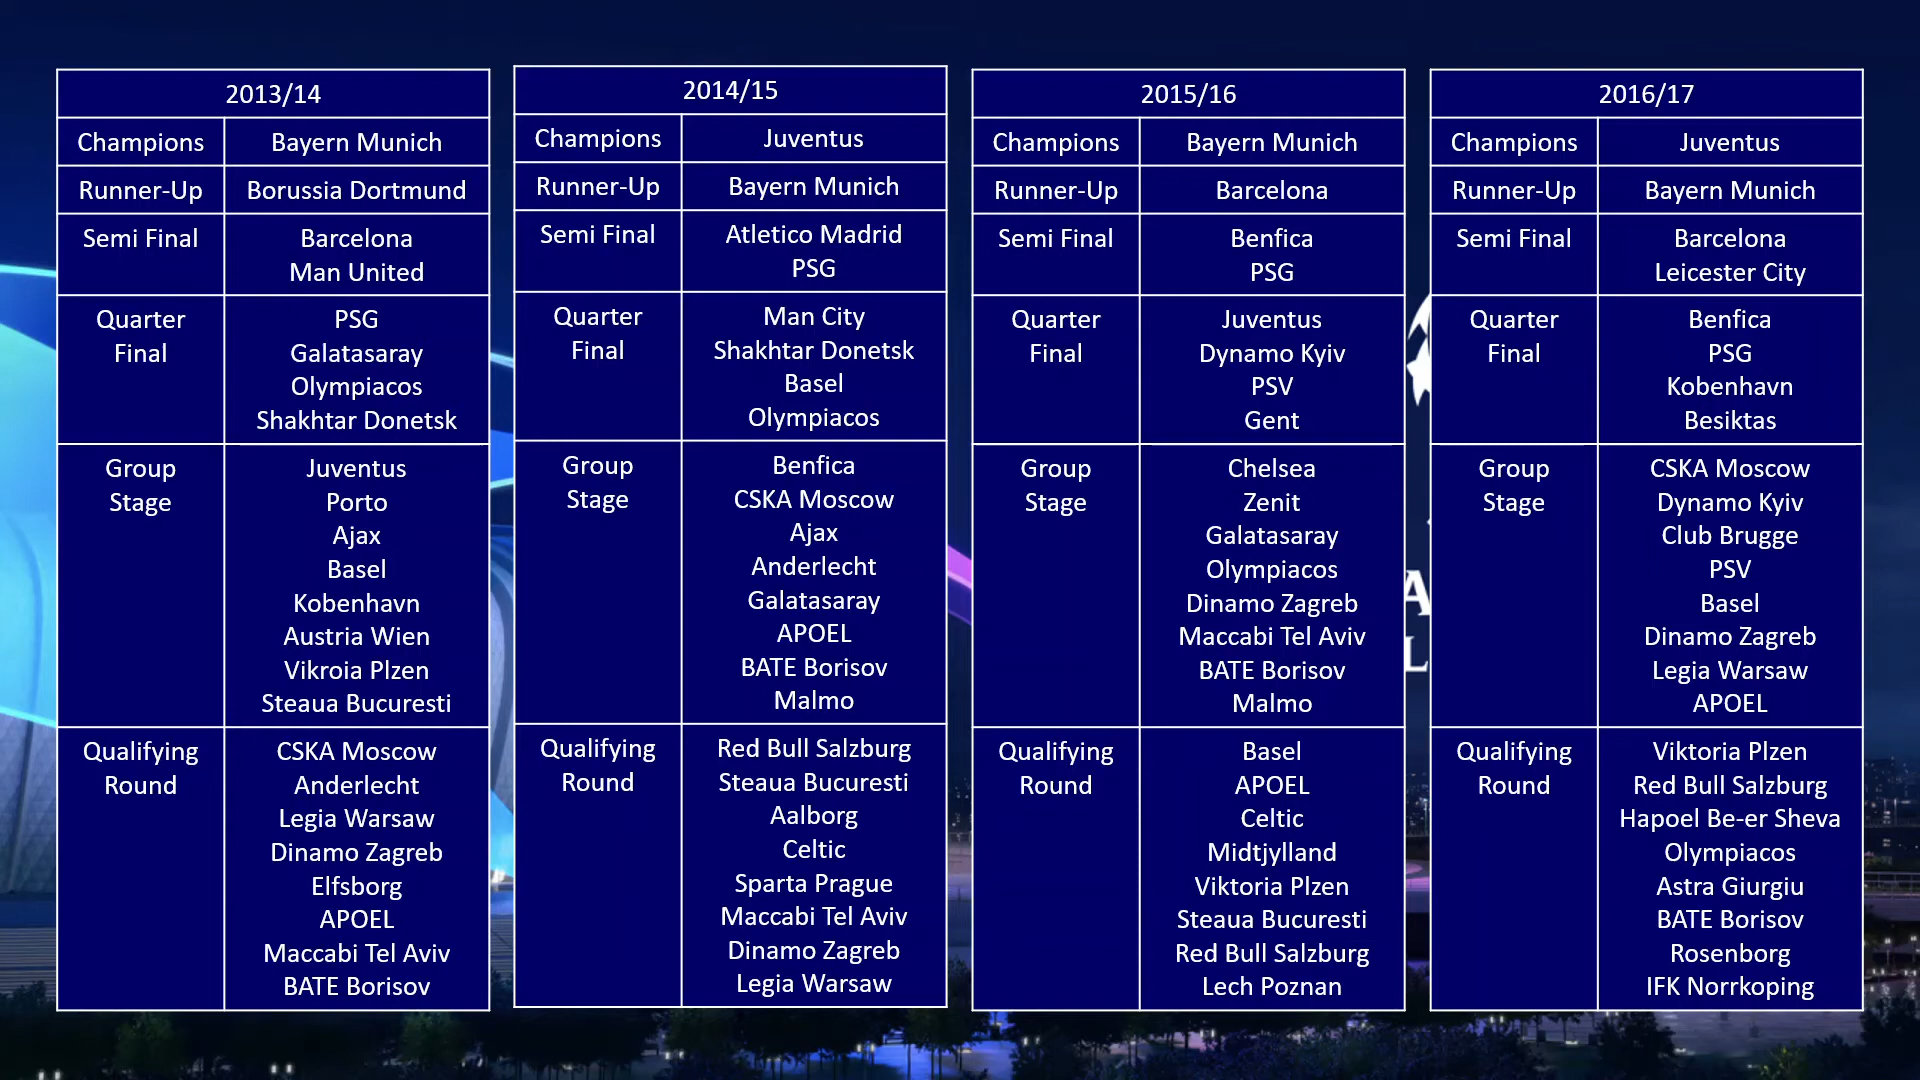 2013/14
Champions Bayern Munich
Runner-Up Borussia Dortmund
Semi Final Barcelona
Man United
Quarter PSG
Final Galatasaray
Olympiacos
Shakhtar Donetsk
Group Juventus
Stage Porto
Ajax
Basel
Kobenhavn
Austria Wien
Vikroia Plzen
Steaua Bucuresti
Qualifying CSKA Moscow
Round Anderlecht
Legia Warsaw
Dinamo Zagreb
Elfsborg
APOEL
Maccabi Tel Aviv
BATE Borisov
2014/15
Champions Juventus
Runner-Up Bayern Munich
Semi Final Atletico Madrid
PSG
Quarter Man City
Final Shakhtar Donetsk
Basel
Olympiacos
Group Benfica
Stage CSKA Moscow
Ajax
Anderlecht
Galatasaray
APOEL
BATE Borisov
Malmo
Qualifying Red Bull Salzburg
Round Steaua Bucuresti
Aalborg
Celtic
Sparta Prague
Maccabi Tel Aviv
Dinamo Zagreb
Legia Warsaw
2015/16
Champions Bayern Munich
Runner-Up Barcelona
Semi Final Benfica
PSG
Quarter Juventus
Final Dynamo Kyiv
PSV
Gent
Group Chelsea
Stage Zenit
Galatasaray
Olympiacos
Dinamo Zagreb
Maccabi Tel Aviv
BATE Borisov
Malmo
Qualifying Basel
Round APOEL
Celtic
Midtjylland
Viktoria Plzen
Steaua Bucuresti
Red Bull Salzburg
Lech Poznan
2016/17
Champions Juventus
Runner-Up Bayern Munich
Semi Final Barcelona
Leicester City
Quarter Benfica
Final PSG
Kobenhavn
Besiktas
Group CSKA Moscow
Stage Dynamo Kyiv
Club Brugge
PSV
Basel
Dinamo Zagreb
Legia Warsaw
APOEL
Qualifying Viktoria Plzen
Round Red Bull Salzburg
Hapoel Be-er Sheva
Olympiacos
Astra Giurgiu
BATE Borisov
Rosenborg
IFK Norrkoping